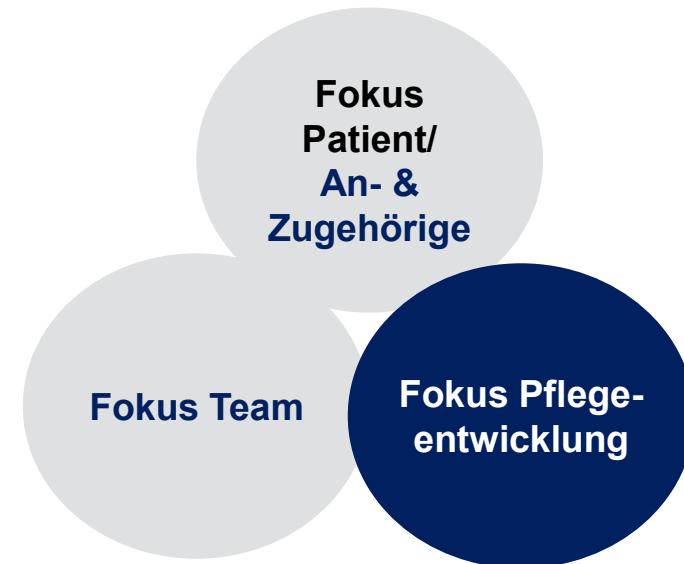 Fokus
Patient/
An- &
Zugehörige
Fokus Team
Fokus Pflege-
entwicklung